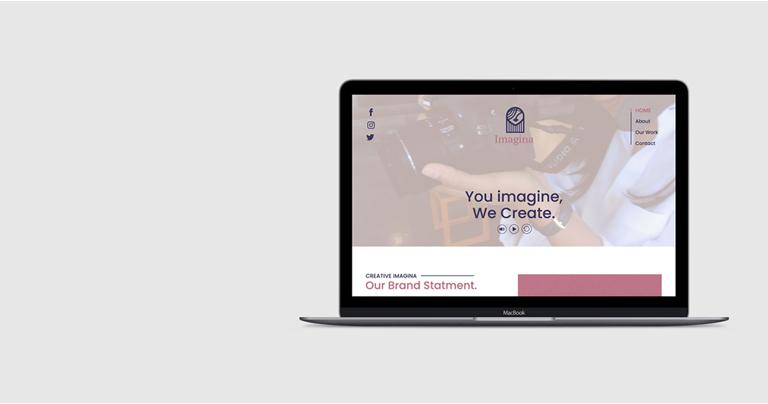 Imagina
HOME
About
Our Work
Contact
You imagine,
We Create.
CREATIVE IMAGINA
Our Brand Statment.
MacBook